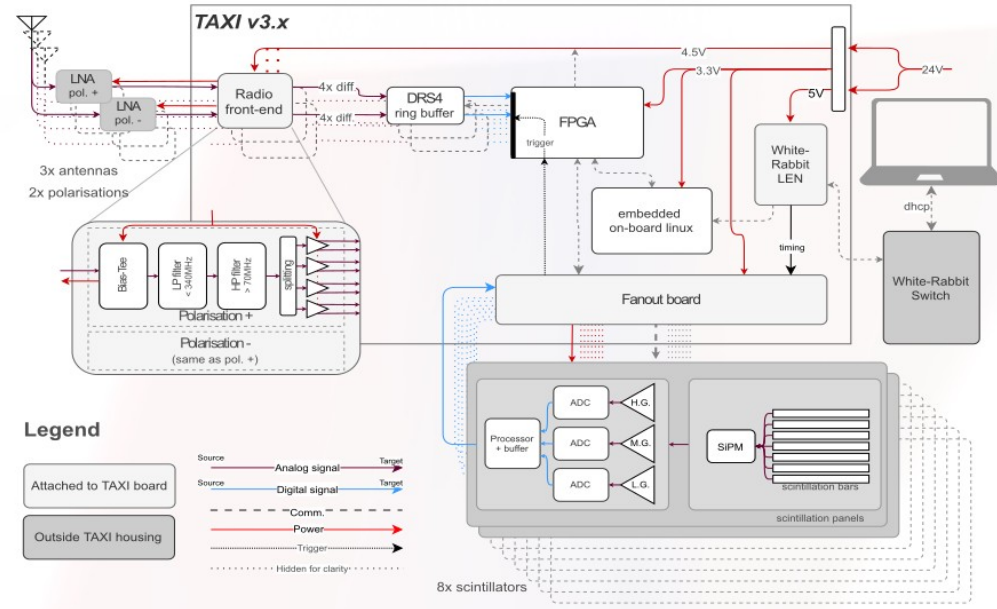 TAXI v3.x
LNA
pol. +
LNA
pol. -
3x antennas
2x polarisations
Radio
front-end
4x diff.
4x diff.
DRS4
ring buffer
FPGA
trigger
4.5V
3.3V
24V
5V
White-
Rabbit
LEN
embedded
on-board linux
timing
dhcp
White-Rabbit
Switch
Fanout board
Bias-Tee
LP filter
< 340MHz
HP filter
> 70MHz
splitting
Polarisation +
Polarisation -
(same as pol. +)
Processor
+ buffer
ADC
ADC
ADC
H.G.
M.G.
L.G.
SiPM
scintillation bars
scintillation panels
8x scintillators
Legend
Attached to TAXI board
Outside TAXI housing
Source
Analog signal
Target
Source
Digital signal
Target
Comm.
Power
Trigger
Hidden for clarity